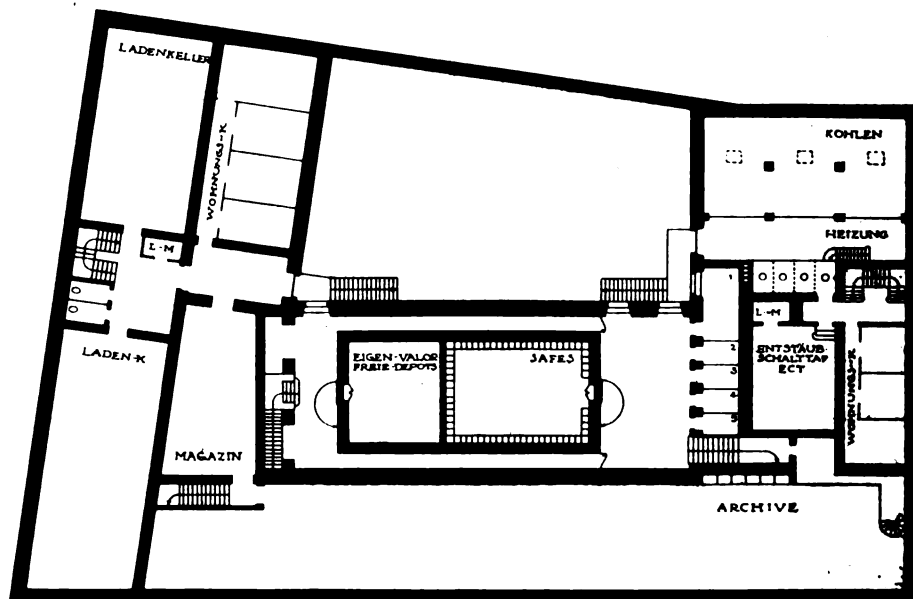 LADENKELLER
WOHNUNGS-K
KOHLEN
HEIZUNG
L-M
1
L-M
2
3
4
5
ENTSTÄUB-
SCHALTTAF
ECT
WOHNUNGS-K
LADEN-K
EIGEN-VALOR
FREIE-DEPOTS
SAFES
MAGAZIN
ARCHIVE